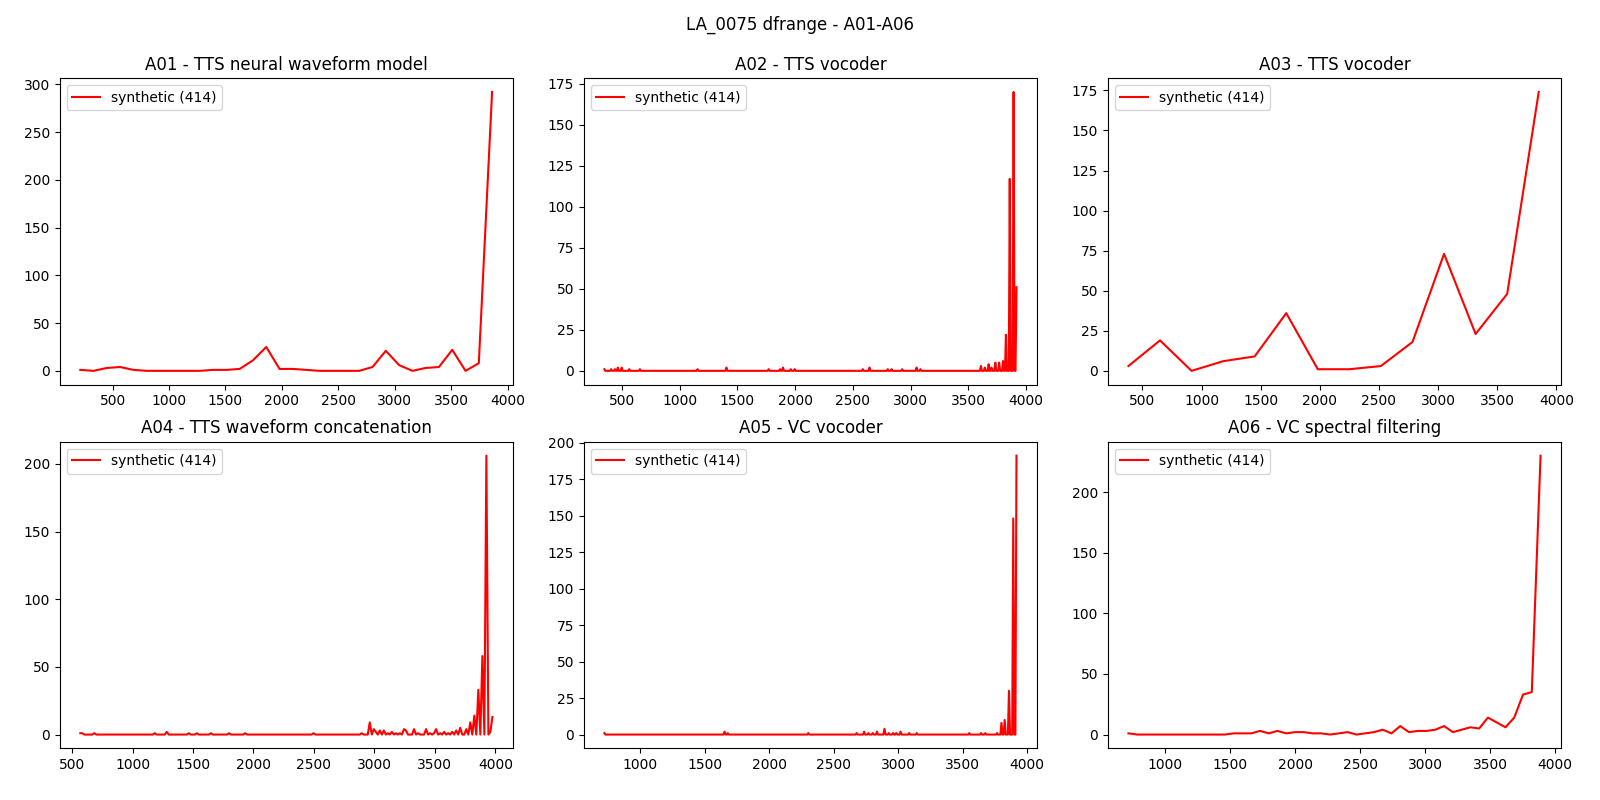 LA_0075 dfrange - A01-A06
A01 - TTS neural waveform model
synthetic (414)
300
250
200
150
100
50
0
500 1000 1500 2000 2500 3000 3500 4000
A02 - TTS vocoder
synthetic (414)
175
150
125
100
75
50
25
0
500 1000 1500 2000 2500 3000 3500 4000
A03 - TTS vocoder
synthetic (414)
175
150
125
100
75
50
25
0
500 1000 1500 2000 2500 3000 3500 4000
A04 - TTS waveform concatenation
synthetic (414)
200
150
100
50
0
500 1000 1500 2000 2500 3000 3500 4000
A05 - VC vocoder
synthetic (414)
200
175
150
125
100
75
50
25
0
1000 1500 2000 2500 3000 3500 4000
A06 - VC spectral filtering
synthetic (414)
200
150
100
50
0
1000 1500 2000 2500 3000 3500 4000